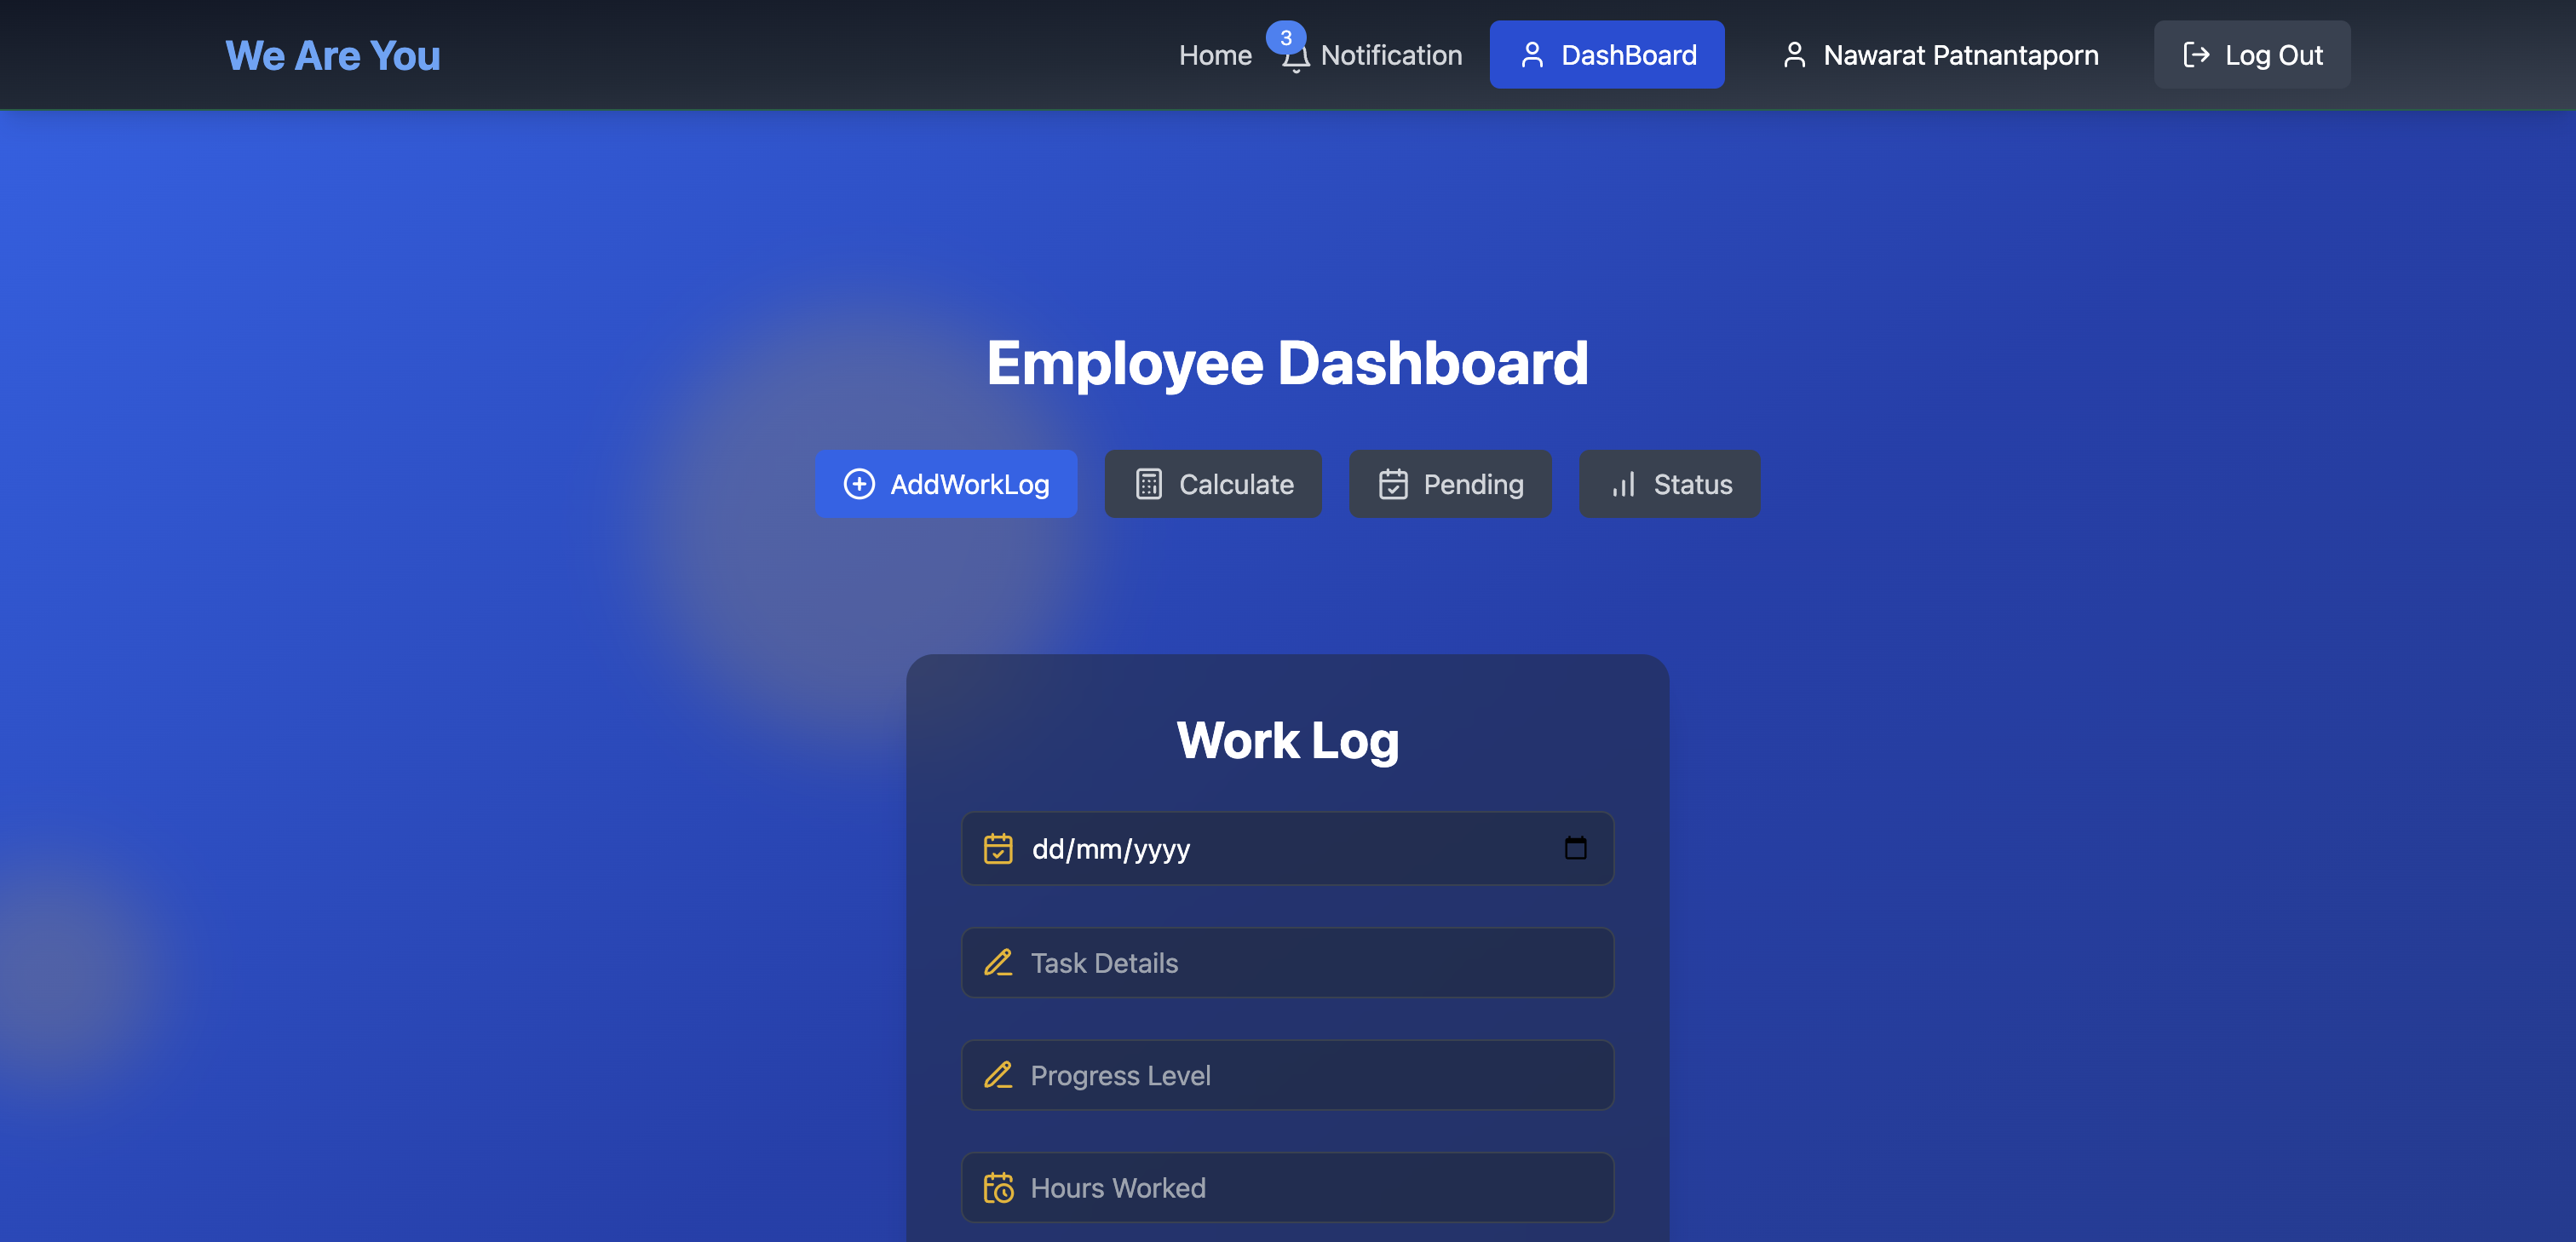 We Are You
Home 3 Notification DashBoard Nawarat Patnantaporn Log Out
Employee Dashboard
AddWorkLog Calculate Pending Status
Work Log
dd/mm/yyyy
Task Details
Progress Level
Hours Worked